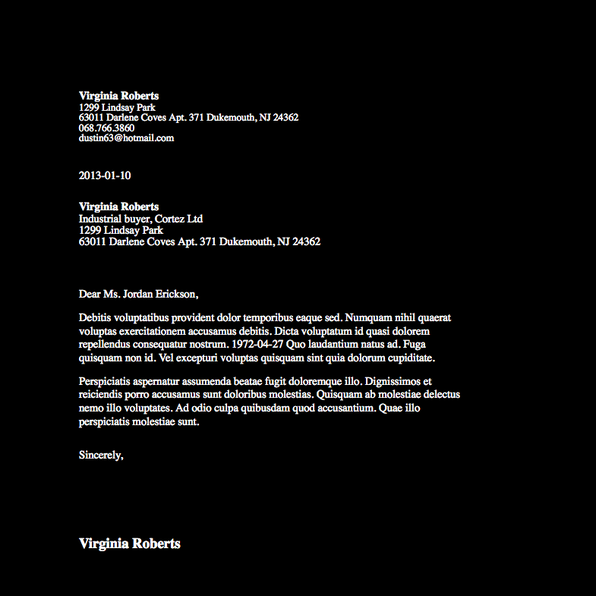 Virginia Roberts
1299 Lindsay Park
63011 Darlene Coves Apt. 371 Dukemouth, NJ 24362
068.766.3860
dustin63@hotmail.com
2013-01-10
Virginia Roberts
Industrial buyer, Cortez Ltd
1299 Lindsay Park
63011 Darlene Coves Apt. 371 Dukemouth, NJ 24362
Dear Ms. Jordan Erickson,
Debitis voluptatibus provident dolor temporibus eaque sed. Numquam nihil quaerat
voluptas exercitationem accusamus debitis. Dicta voluptatum id quasi dolorem
repellendus consequatur nostrum. 1972-04-27 Quo laudantium natus ad. Fuga
quisquam non id. Vel excepturi voluptas quisquam sint quia dolorum cupiditate.
Perspiciatis aspernatur assumenda beatae fugit doloremque illo. Dignissimos et
reiciendis porro accusamus sunt doloribus molestias. Quisquam ab molestiae delectus
nemo illo voluptates. Ad odio culpa quibusdam quod accusantium. Quae illo
perspiciatis molestiae sunt.
Sincerely,
Virginia Roberts